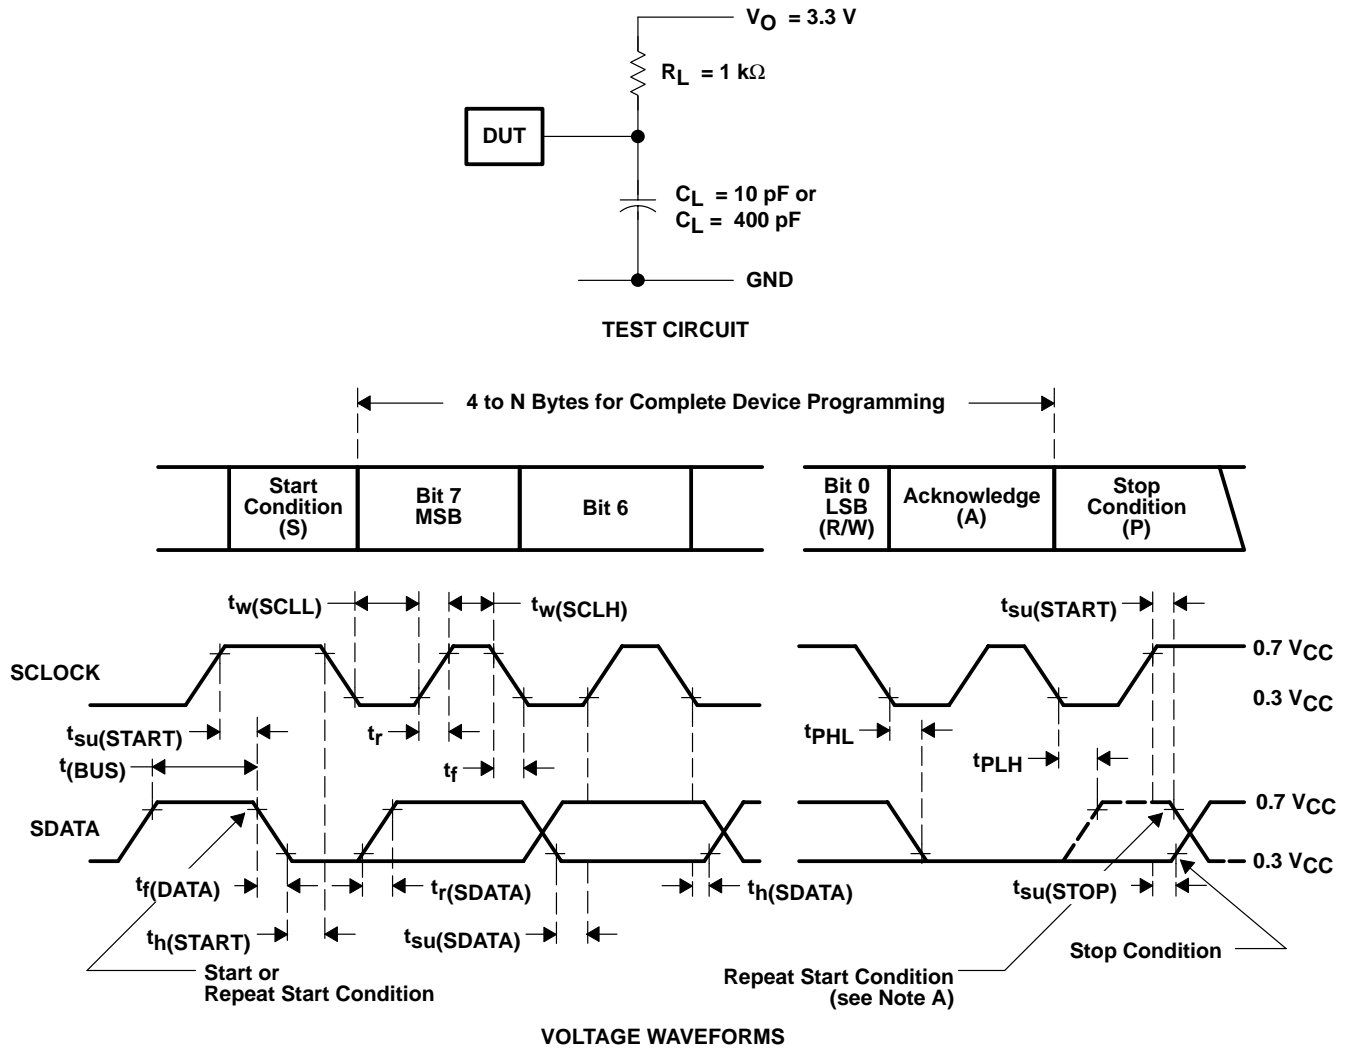 VO = 3.3 V
RL = 1 kΩ
DUT
CL = 10 pF or
CL = 400 pF
GND
TEST CIRCUIT
4 to N Bytes for Complete Device Programming
Start
Condition
(S)
Bit 7
MSB
Bit 6
Bit 0
LSB
(R/W)
Acknowledge
(A)
Stop
Condition
(P)
tw(SCLL)
tw(SCLH)
tsu(START)
SCLOCK
0.7 VCC
0.3 VCC
tsu(START)
tr
tPHL
t(BUS)
tf
tPLH
SDATA
0.7 VCC
0.3 VCC
tf(DATA)
tr(SDATA)
th(SDATA)
tsu(STOP)
th(START)
tsu(SDATA)
Stop Condition
Start or
Repeat Start Condition
Repeat Start Condition
(see Note A)
VOLTAGE WAVEFORMS